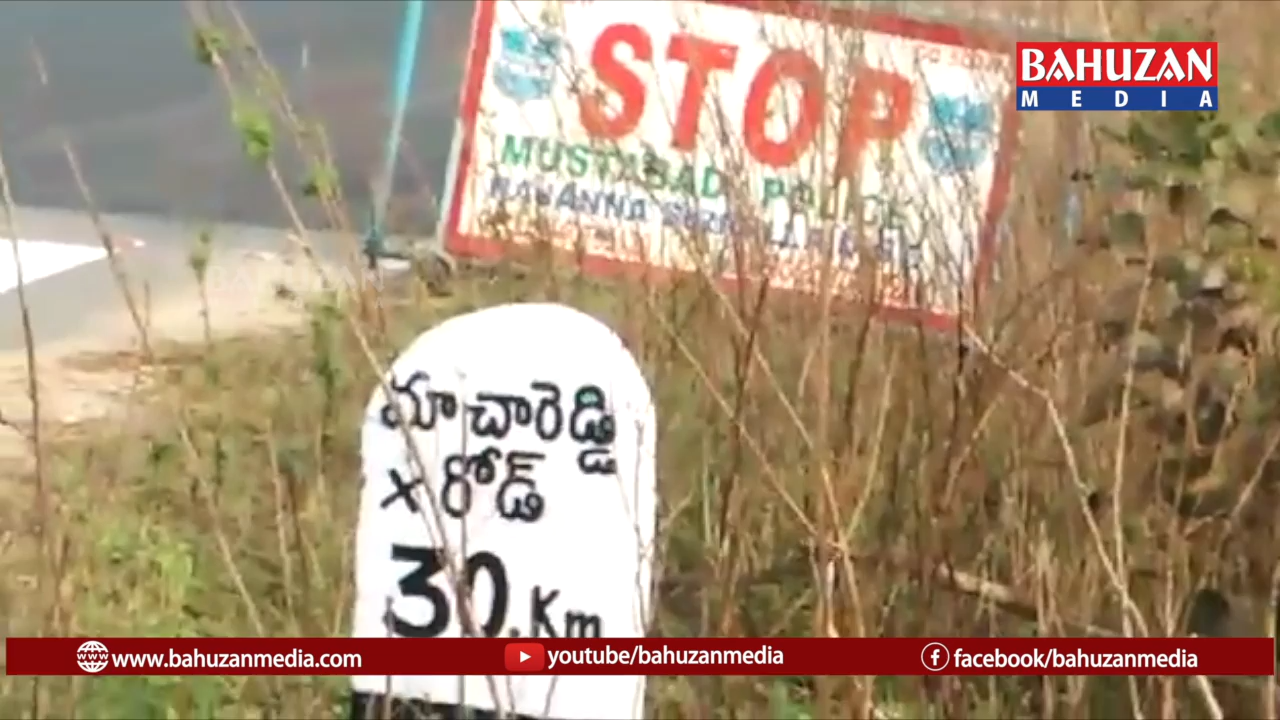 STOP
MUSTABAD POLICE
BAHUZAN
MEDIA
మాచారెడ్డి
× రోడ్
30.Km
www.bahuzanmedia.com
youtube/bahuzanmedia
facebook/bahuzanmedia